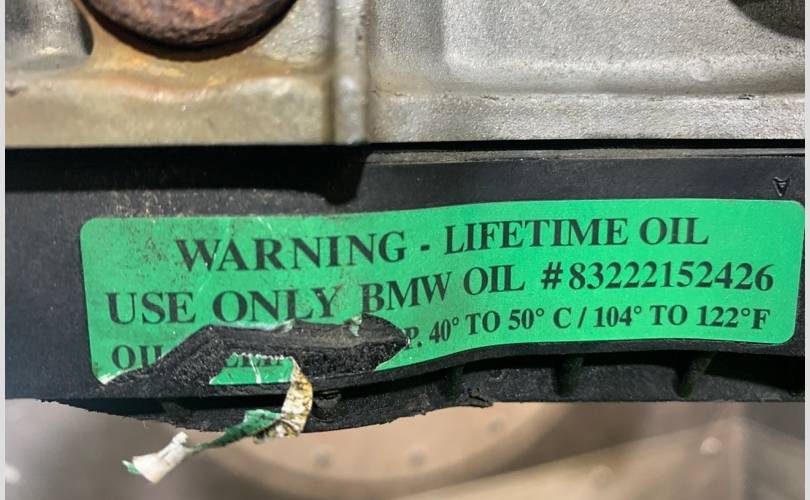 WARNING - LIFETIME OIL
USE ONLY BMW OIL #83222152426
40° TO 50° C / 104° TO 122°F